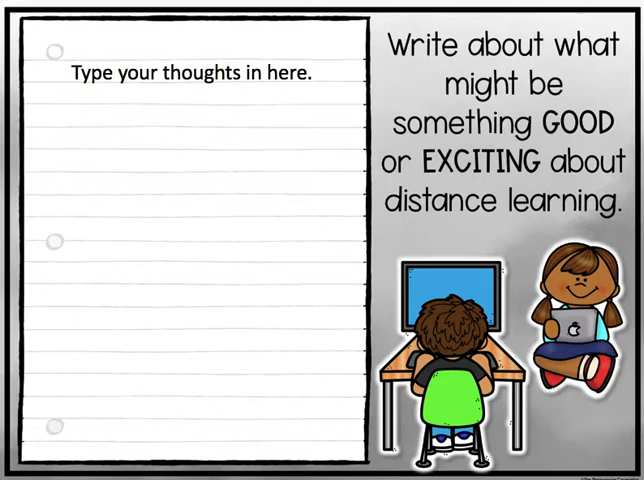 Type your thoughts in here.
Write about what
might be
something GOOD
or EXCITING about
distance learning.